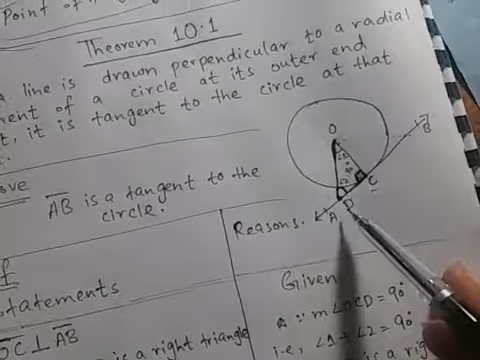 Point of
Theorem 10.1
A line is drawn perpendicular to a radial
ment of a circle at its outer end
t, it is tangent to the circle at that
ove
AB is a tangent to the
circle.
O
B
C
A D
Reasons.
Statements
Given
∵ m∠OCD = 90°
i.e, ∠1+∠2 = 90°
OC ⊥ AB
is a right triangle